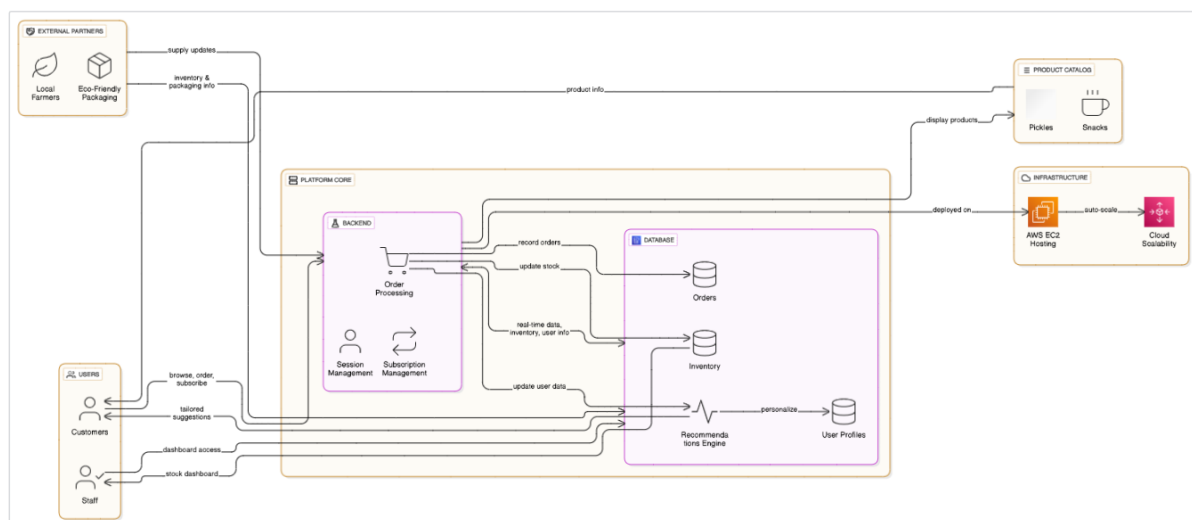 EXTERNAL PARTNERS
Local
Farmers
Eco-Friendly
Packaging
supply updates
inventory &
packaging info
product info
PRODUCT CATALOG
Pickles
Snacks
display products
PLATFORM CORE
INFRASTRUCTURE
AWS EC2
Hosting
auto-scale
Cloud
Scalability
deployed on
BACKEND
Order
Processing
Session
Management
Subscription
Management
record orders
update stock
real-time data,
inventory, user info
update user data
DATABASE
Orders
Inventory
Recommenda
tions Engine
personalize
User Profiles
USERS
Customers
Staff
browse, order,
subscribe
tailored
suggestions
dashboard access
stock dashboard